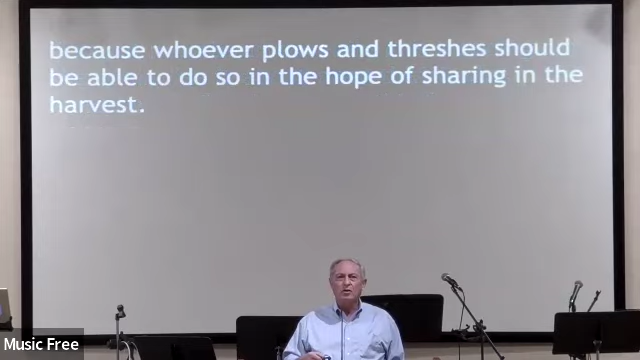 because whoever plows and threshes should
be able to do so in the hope of sharing in the
harvest.
Music Free